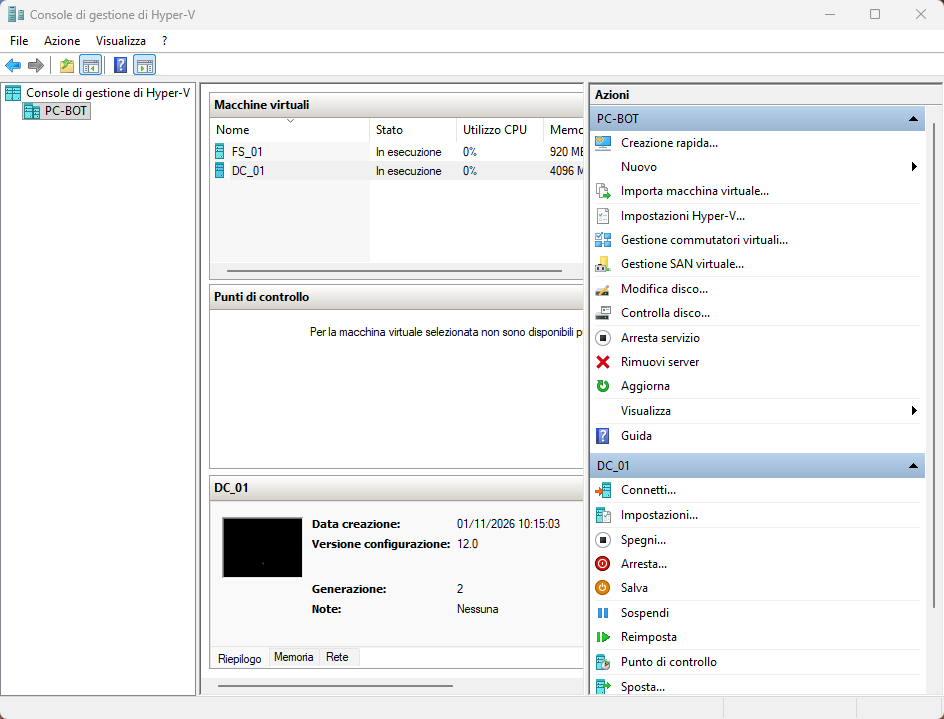 Console di gestione di Hyper-V
File Azione Visualizza ?
Console di gestione di Hyper-V
PC-BOT
Macchine virtuali
Nome Stato Utilizzo CPU Memo
FS_01 In esecuzione 0% 920 ME
DC_01 In esecuzione 0% 4096 M
Punti di controllo
Per la macchina virtuale selezionata non sono disponibili p
DC_01
Data creazione: 01/11/2026 10:15:03
Versione configurazione: 12.0
Generazione: 2
Note: Nessuna
Riepilogo Memoria Rete
Azioni
PC-BOT
Creazione rapida...
Nuovo
Importa macchina virtuale...
Impostazioni Hyper-V...
Gestione commutatori virtuali...
Gestione SAN virtuale...
Modifica disco...
Controlla disco...
Arresta servizio
Rimuovi server
Aggiorna
Visualizza
Guida
DC_01
Connetti...
Impostazioni...
Spegni...
Arresta...
Salva
Sospendi
Reimposta
Punto di controllo
Sposta...